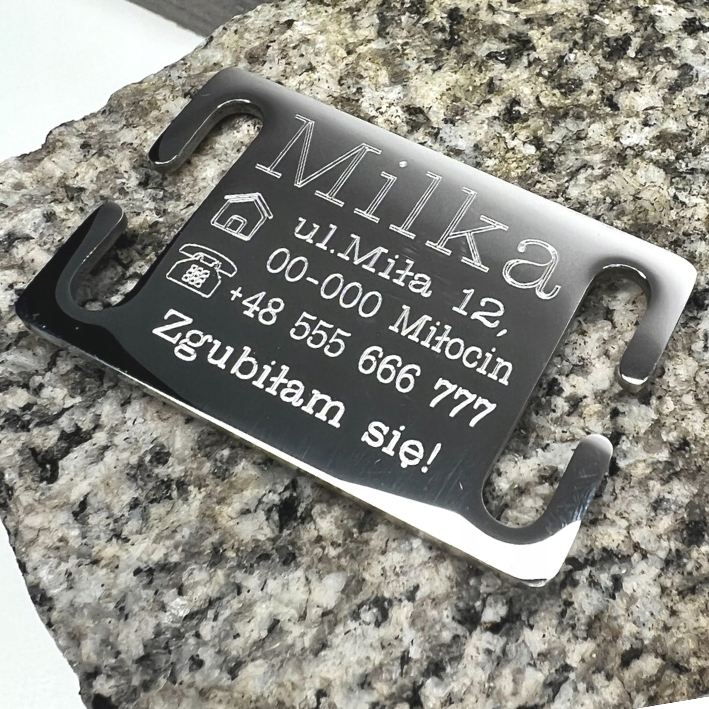 Milka
ul.Miła 12,
00-000 Miłocin
+48 555 666 777
Zgubiłam się!